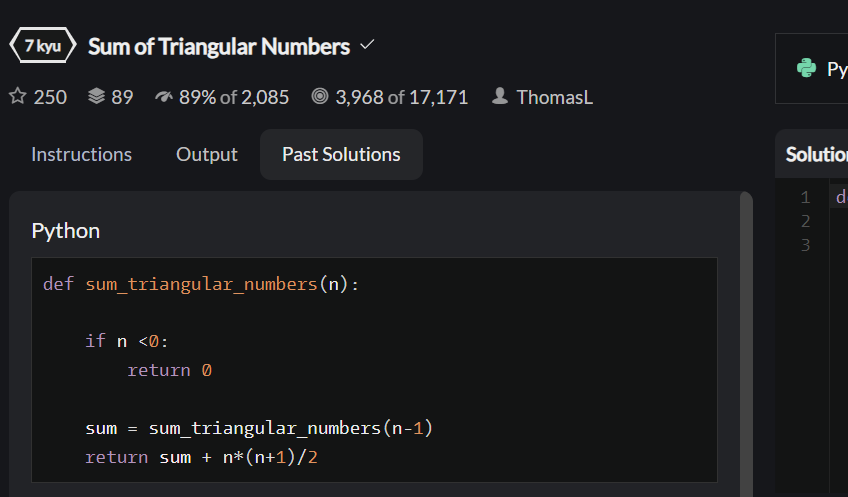 7 kyu Sum of Triangular Numbers
250 89 89% of 2,085 3,968 of 17,171 ThomasL
Py
Instructions Output Past Solutions
Solutio
Python
def sum_triangular_numbers(n):
    if n <0:
        return 0
    sum = sum_triangular_numbers(n-1)
    return sum + n*(n+1)/2
1 d
2
3